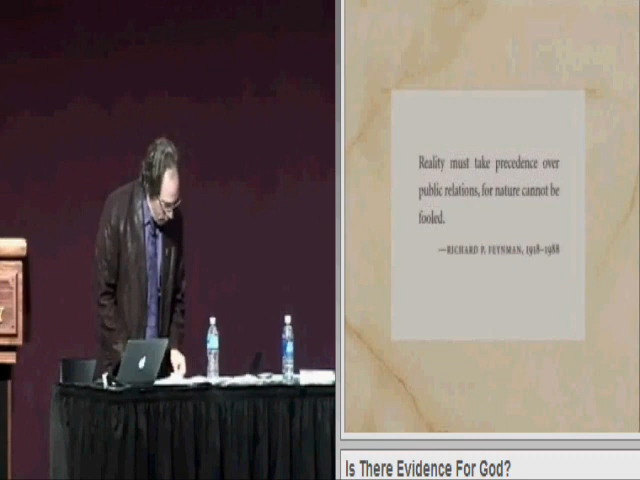 Reality must take precedence over
public relations, for nature cannot be
fooled.
—RICHARD P. FEYNMAN, 1918–1988
Is There Evidence For God?